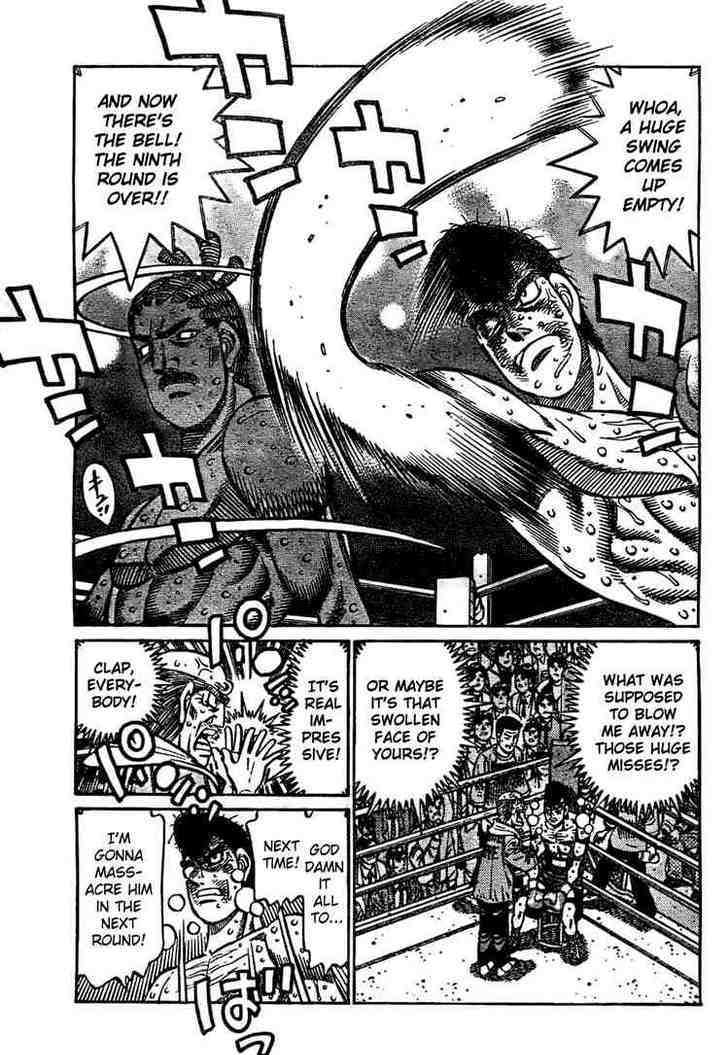 WHOA,
A HUGE
SWING
COMES
UP
EMPTY!
AND NOW
THERE'S
THE BELL!
THE NINTH
ROUND IS
OVER!!
WHAT WAS
SUPPOSED
TO BLOW
ME AWAY!?
THOSE HUGE
MISSES!?
OR MAYBE
IT'S THAT
SWOLLEN
FACE OF
YOURS!?
IT'S
REAL
IM-
PRES
SIVE!
CLAP,
EVERY-
BODY!
GOD
DAMN
IT
ALL
TO...
NEXT
TIME!
I'M
GONNA
MASS-
ACRE HIM
IN THE
NEXT
ROUND!